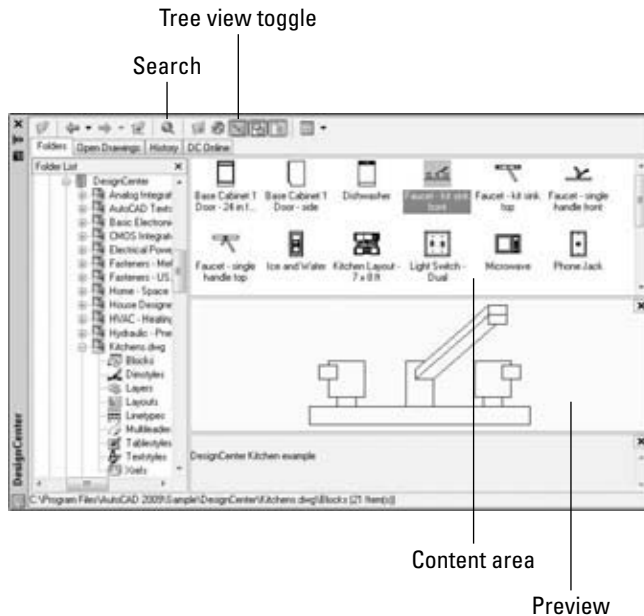 Tree view toggle
Search
Folders Open Drawings History DC Online
Folder List
DesignCenter
Analog Integrat
AutoCAD Texts
Basic Electronic
CMOS Integrati
Electrical Powe
Fasteners - Met
Fasteners - US
Home - Space
House Designe
HVAC - Heating
Hydraulic - Pne
Kitchens.dwg
Blocks
Dimstyles
Layers
Layouts
Linetypes
Multileader
Tablestyles
Textstyles
Xrefs
Base Cabinet 1 Door - 24 in l...
Base Cabinet 1 Door - side
Dishwasher
Faucet - kit sink front
Faucet - kit sink top
Faucet - single handle front
Faucet - single handle top
Ice and Water
Kitchen Layout - 7 x 8 ft
Light Switch - Dual
Microwave
Phone Jack
DesignCenter Kitchen example
DesignCenter
C:\Program Files\AutoCAD 2009\Sample\DesignCenter\Kitchens.dwg\Blocks (21 Item(s))
Content area
Preview